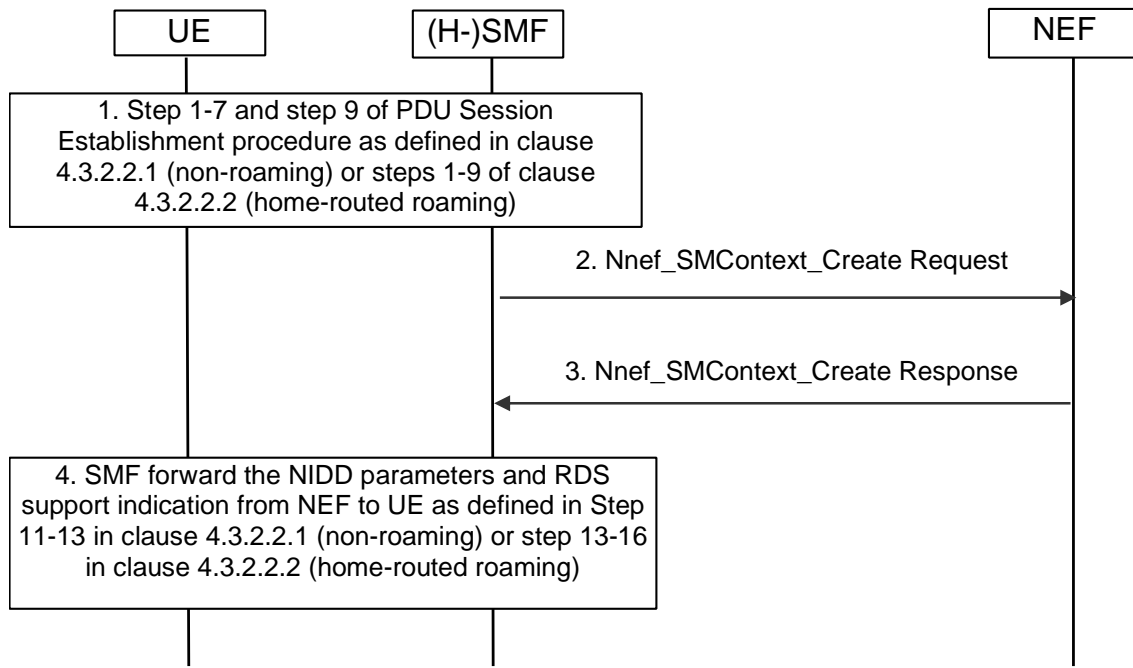 UE
(H-)SMF
NEF
1. Step 1-7 and step 9 of PDU Session
Establishment procedure as defined in clause
4.3.2.2.1 (non-roaming) or steps 1-9 of clause
4.3.2.2.2 (home-routed roaming)
2. Nnef_SMContext_Create Request
3. Nnef_SMContext_Create Response
4. SMF forward the NIDD parameters and RDS
support indication from NEF to UE as defined in Step
11-13 in clause 4.3.2.2.1 (non-roaming) or step 13-16
in clause 4.3.2.2.2 (home-routed roaming)